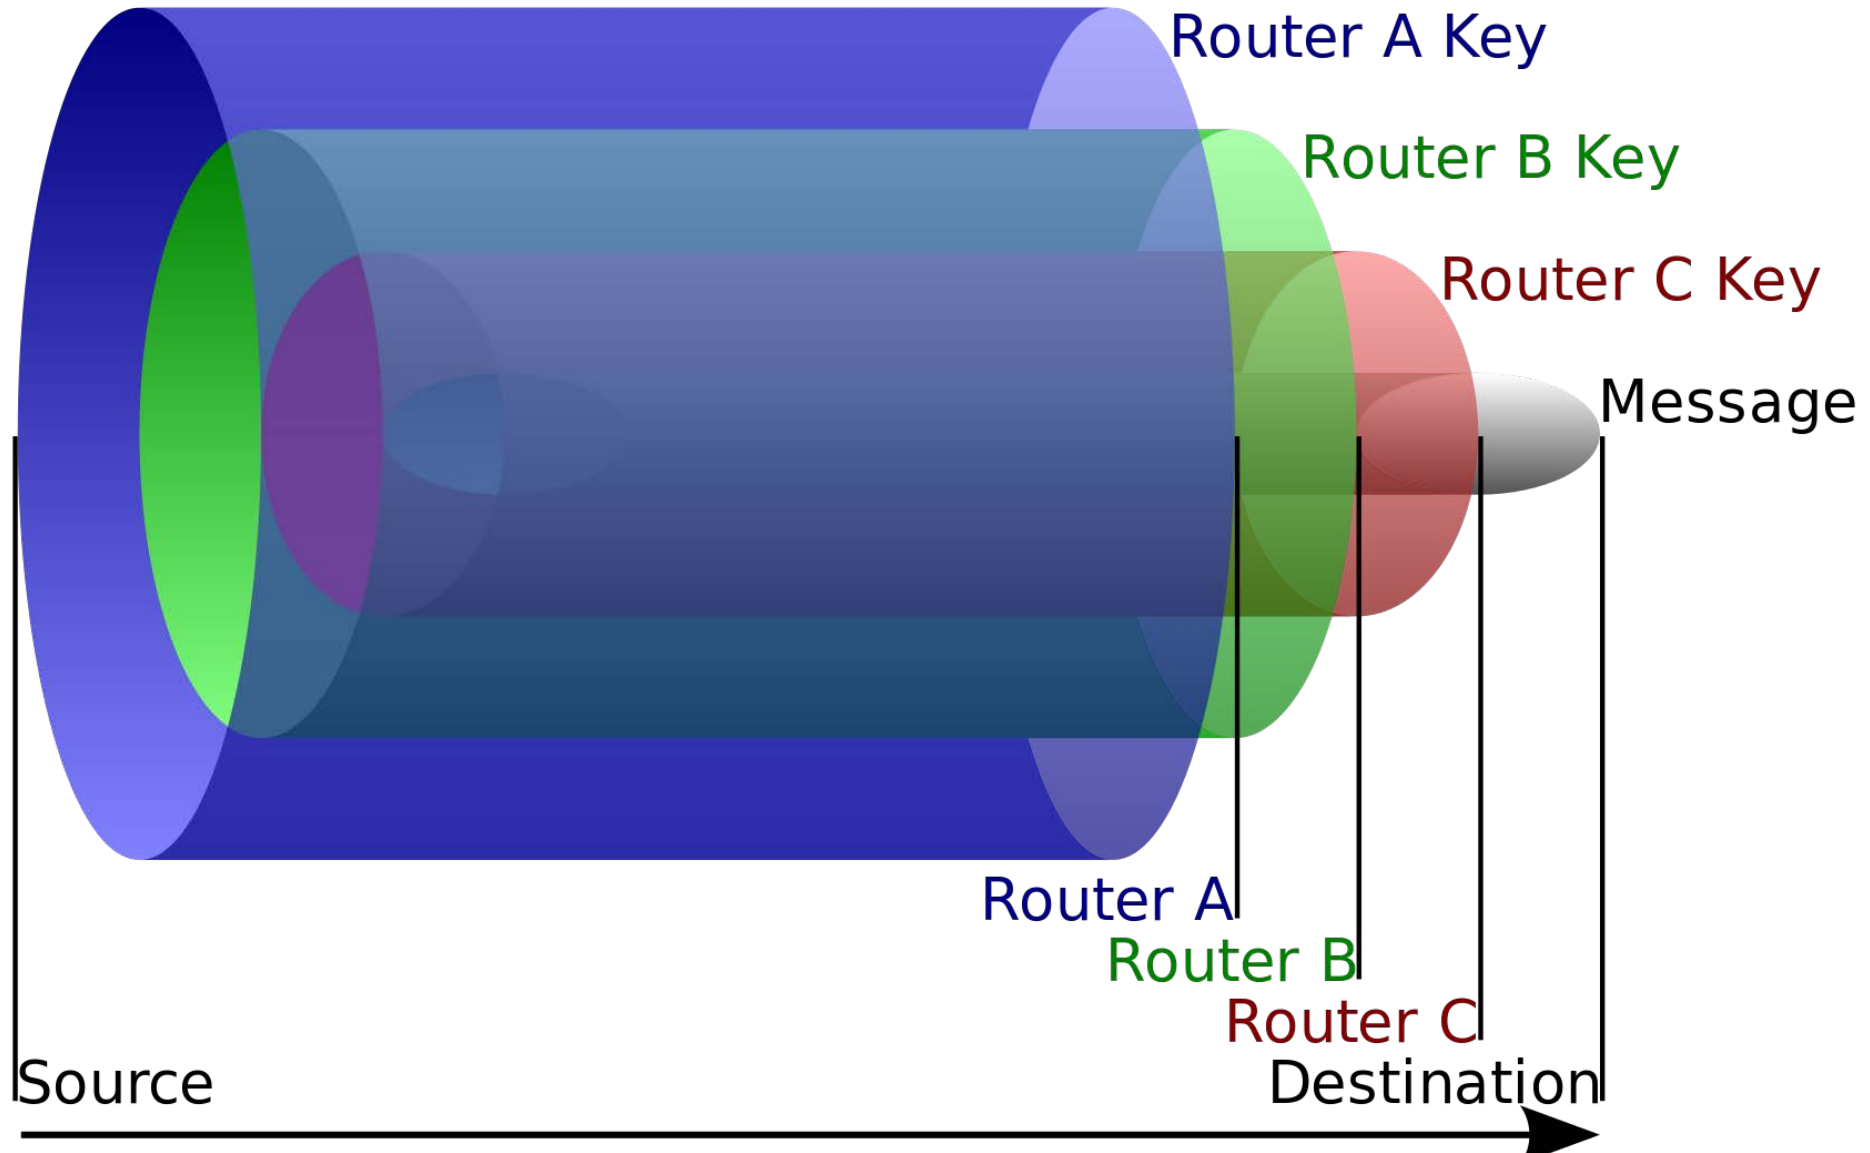 Router A Key
Router B Key
Router C Key
Message
Router A
Router B
Router C
Source
Destination